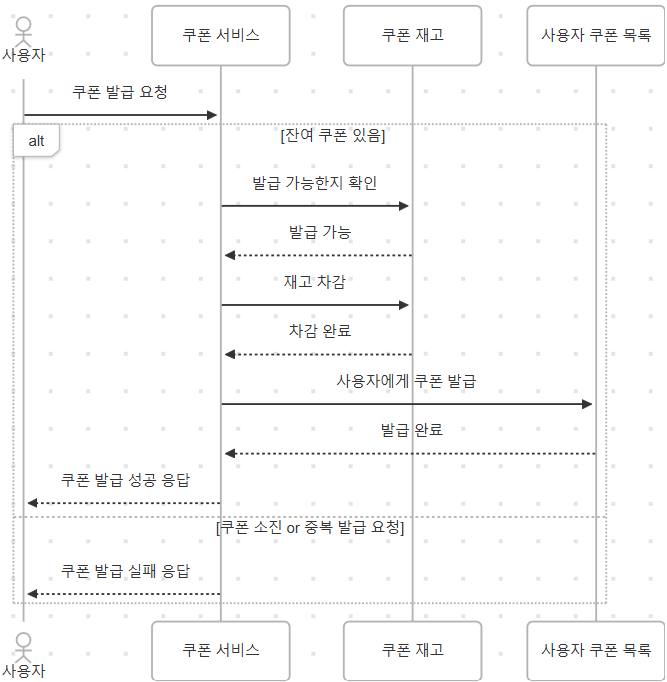 사용자
쿠폰 서비스
쿠폰 재고
사용자 쿠폰 목록
쿠폰 발급 요청
alt
[잔여 쿠폰 있음]
발급 가능한지 확인
발급 가능
재고 차감
차감 완료
사용자에게 쿠폰 발급
발급 완료
쿠폰 발급 성공 응답
[쿠폰 소진 or 중복 발급 요청]
쿠폰 발급 실패 응답
사용자
쿠폰 서비스
쿠폰 재고
사용자 쿠폰 목록